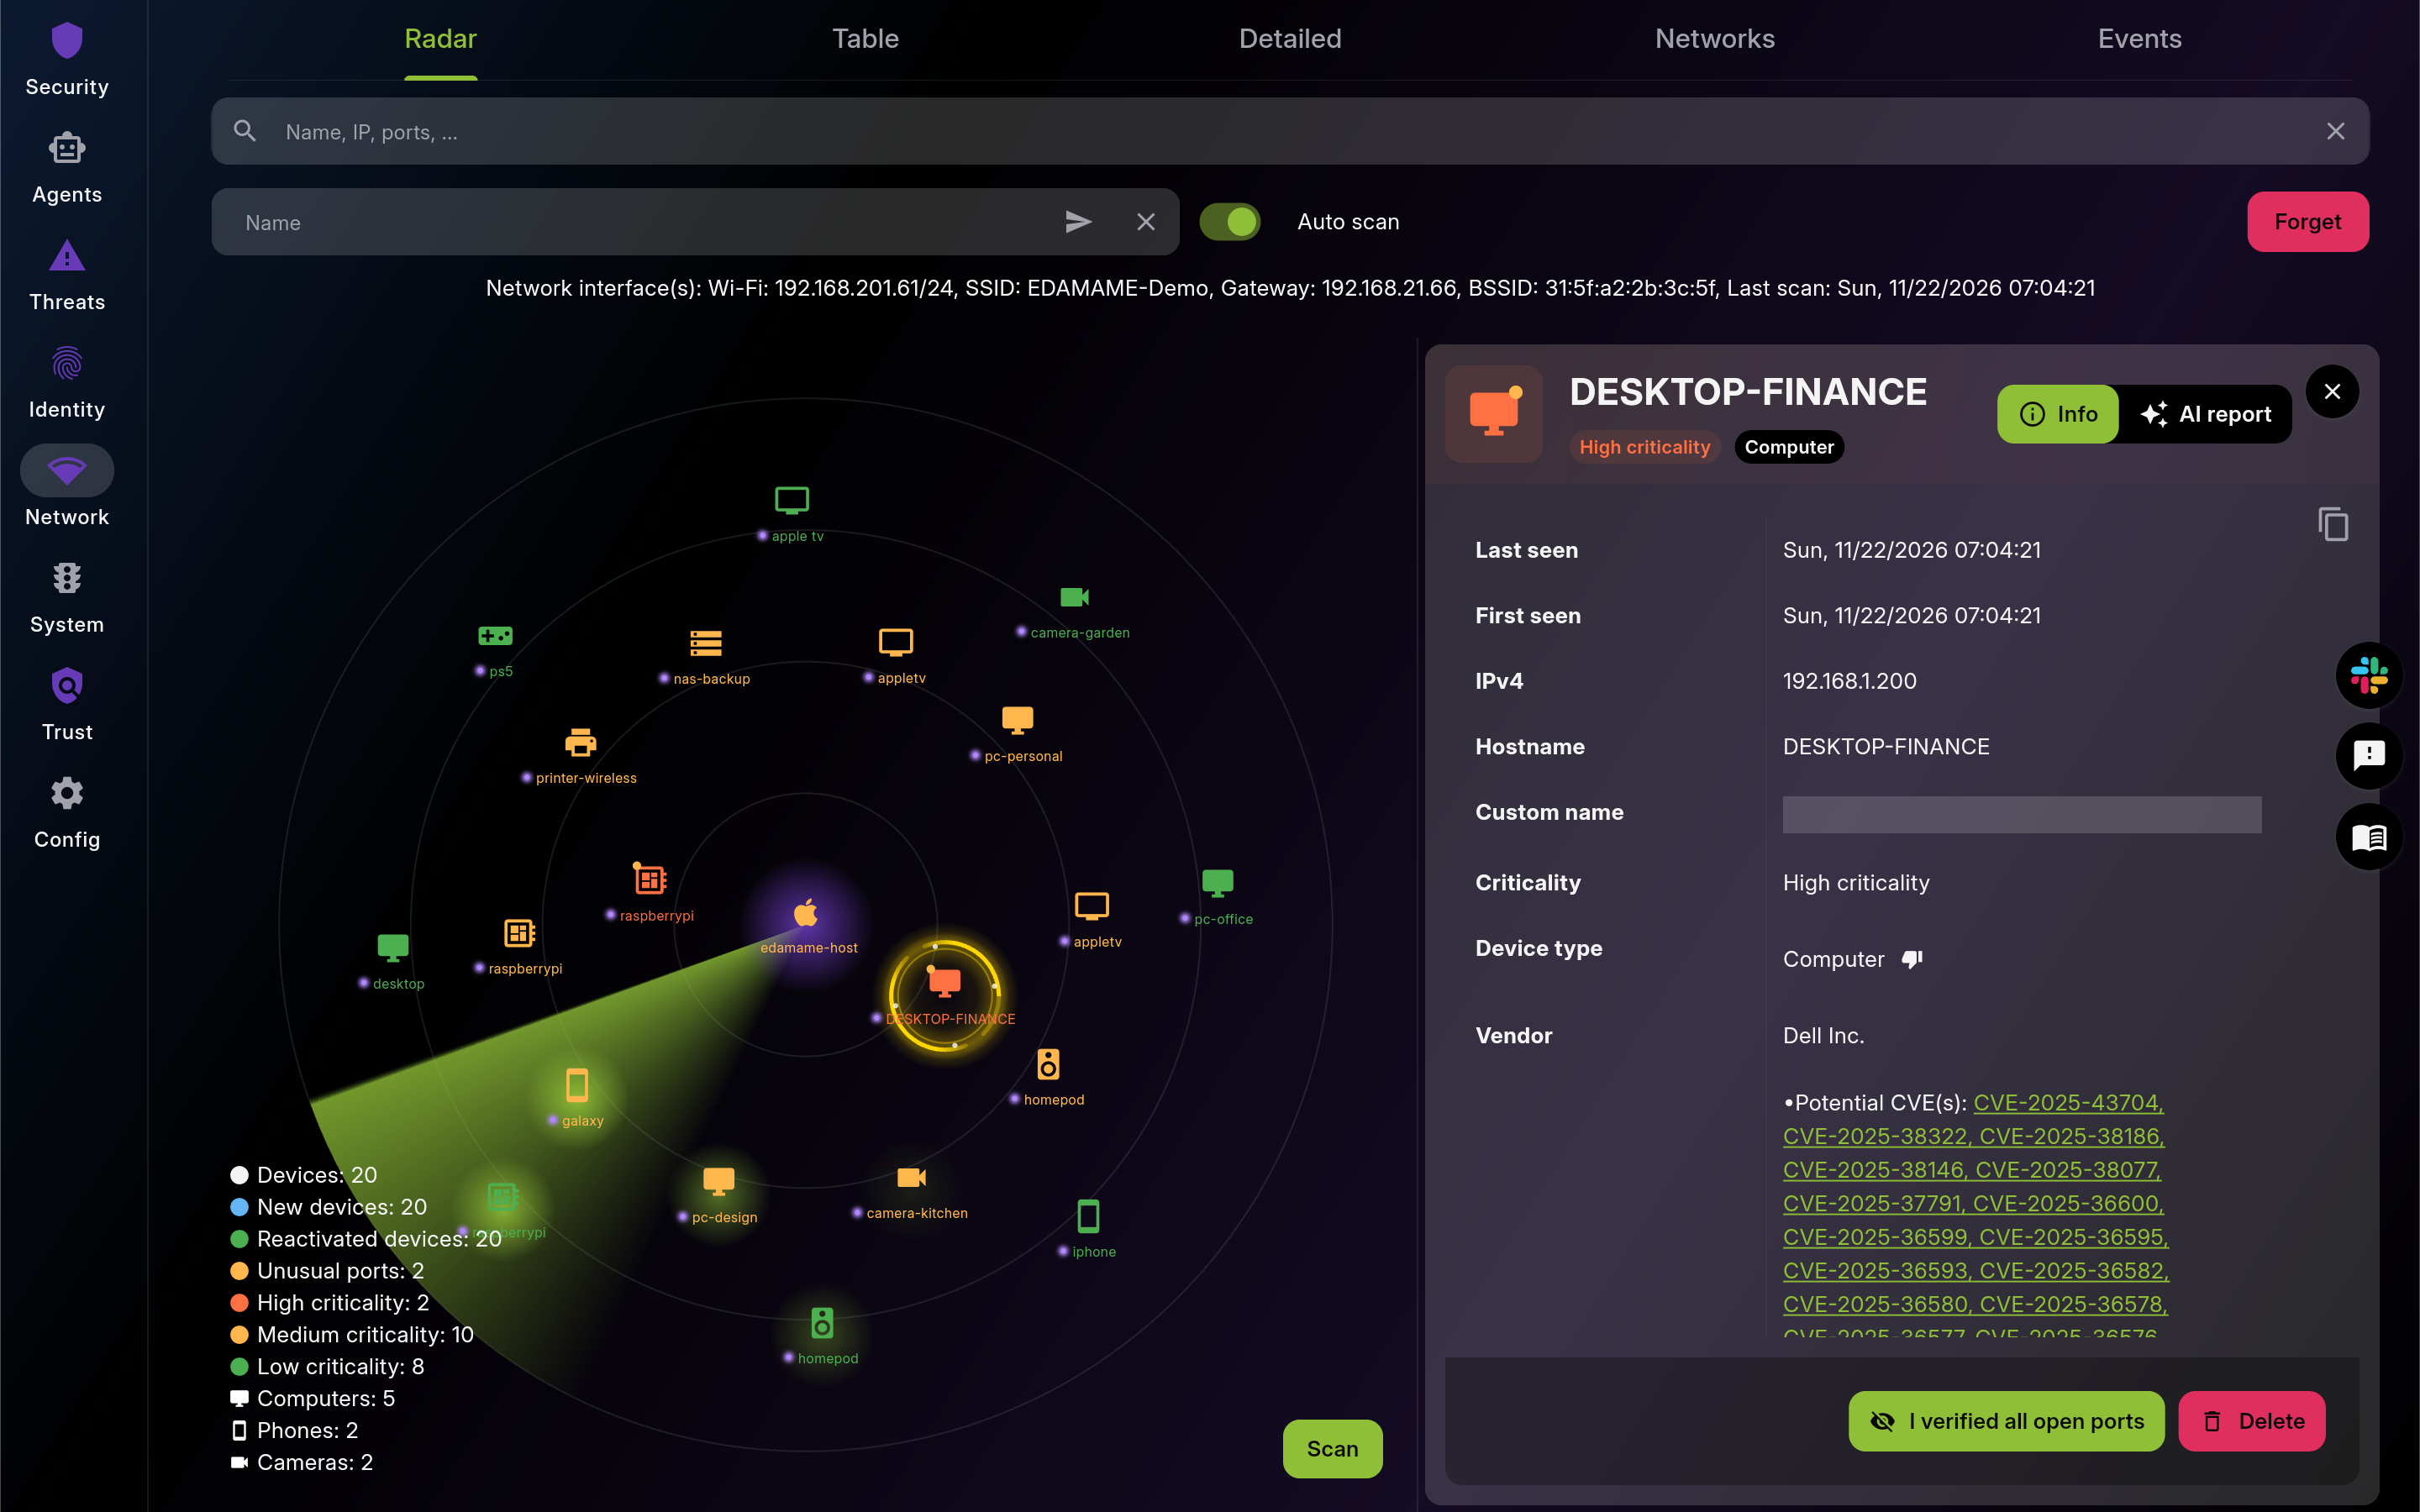 Security
Agents
Threats
Identity
Network
System
Trust
Config
Radar
Table
Detailed
Networks
Events
Name, IP, ports, ...
Name
Auto scan
Forget
Network interface(s): Wi-Fi: 192.168.201.61/24, SSID: EDAMAME-Demo, Gateway: 192.168.21.66, BSSID: 31:5f:a2:2b:3c:5f, Last scan: Sun, 11/22/2026 07:04:21
apple tv
camera-garden
ps5
nas-backup
appletv
pc-personal
printer-wireless
raspberrypi
edamame-host
appletv
pc-office
desktop
raspberrypi
DESKTOP-FINANCE
homepod
galaxy
pc-design
camera-kitchen
iphone
homepod
Devices: 20
New devices: 20
Reactivated devices: 20
Unusual ports: 2
High criticality: 2
Medium criticality: 10
Low criticality: 8
Computers: 5
Phones: 2
Cameras: 2
Scan
DESKTOP-FINANCE
High criticality
Computer
Info
AI report
Last seen
Sun, 11/22/2026 07:04:21
First seen
Sun, 11/22/2026 07:04:21
IPv4
192.168.1.200
Hostname
DESKTOP-FINANCE
Custom name
Criticality
High criticality
Device type
Computer
Vendor
Dell Inc.
•Potential CVE(s): CVE-2025-43704,
CVE-2025-38322, CVE-2025-38186,
CVE-2025-38146, CVE-2025-38077,
CVE-2025-37791, CVE-2025-36600,
CVE-2025-36599, CVE-2025-36595,
CVE-2025-36593, CVE-2025-36582,
CVE-2025-36580, CVE-2025-36578,
CVE-2025-36577, CVE-2025-36576,
I verified all open ports
Delete